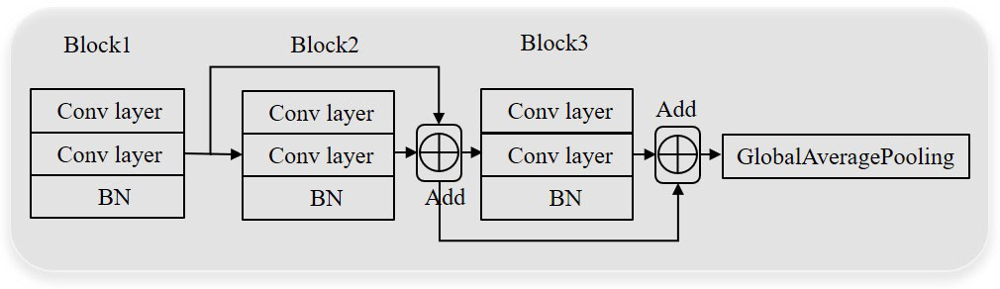 Block1
Block2
Block3
Conv layer
Conv layer
BN
Conv layer
Conv layer
BN
Add
Conv layer
Conv layer
BN
Add
GlobalAveragePooling